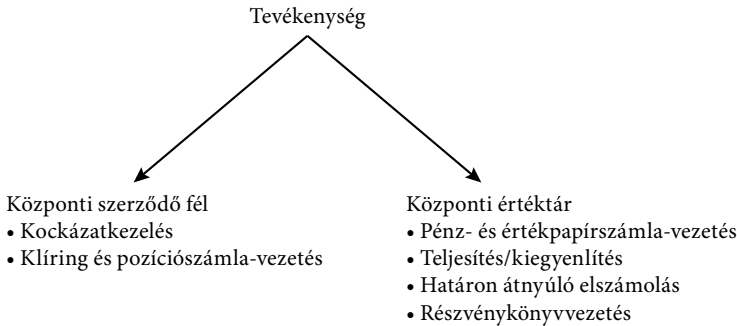 Tevékenység
Központi szerződő fél
• Kockázatkezelés
• Klíring és pozíciószámla-vezetés
Központi értéktár
• Pénz- és értékpapírszámla-vezetés
• Teljesítés/kiegyenlítés
• Határon átnyúló elszámolás
• Részvénykönyvvezetés